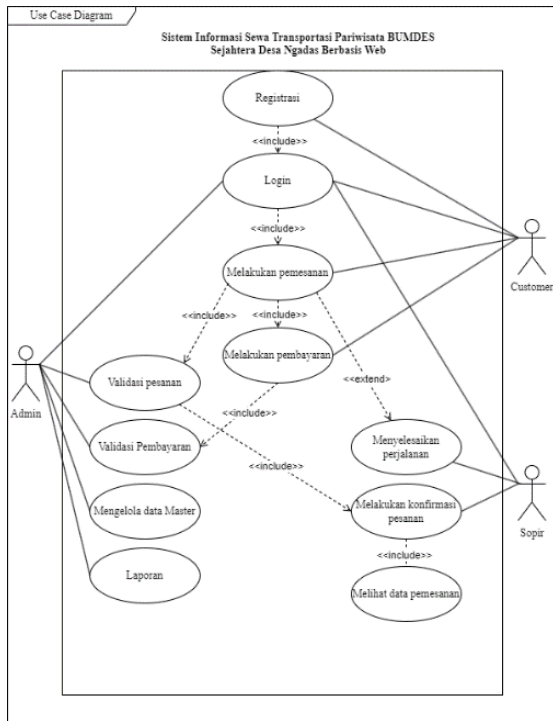 Use Case Diagram
Sistem Informasi Sewa Transportasi Pariwisata BUMDES
Sejahtera Desa Ngadas Berbasis Web
Registrasi
<<include>>
Login
<<include>>
Melakukan pemesanan
Customer
<<include>>
<<include>>
Melakukan pembayaran
Validasi pesanan
<<extend>
Admin
<<include>>
Validasi Pembayaran
Menyelesaikan
perjalanan
<<include>>
Mengelola data Master
Melakukan konfirmasi
pesanan
Sopir
<<include>>
Laporan
Melihat data pemesanan